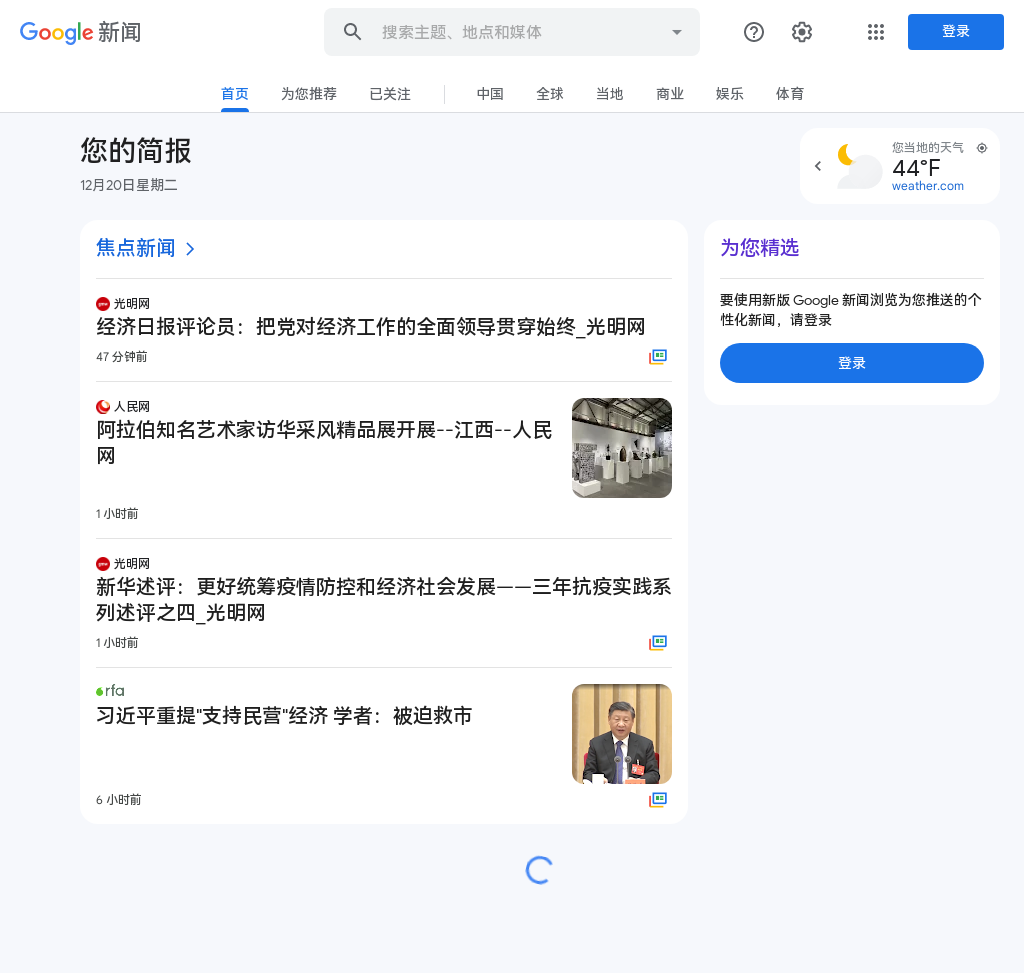 Google 新闻
搜索主题、地点和媒体
登录
首页 为您推荐 已关注 中国 全球 当地 商业 娱乐 体育
您的简报
12月20日星期二
您当地的天气
44°F
weather.com
焦点新闻
光明网
经济日报评论员：把党对经济工作的全面领导贯穿始终_光明网
47 分钟前
人民网
阿拉伯知名艺术家访华采风精品展开展--江西--人民
网
1 小时前
光明网
新华述评：更好统筹疫情防控和经济社会发展——三年抗疫实践系
列述评之四_光明网
1 小时前
rfa
习近平重提"支持民营"经济 学者：被迫救市
6 小时前
为您精选
要使用新版 Google 新闻浏览为您推送的个
性化新闻，请登录
登录